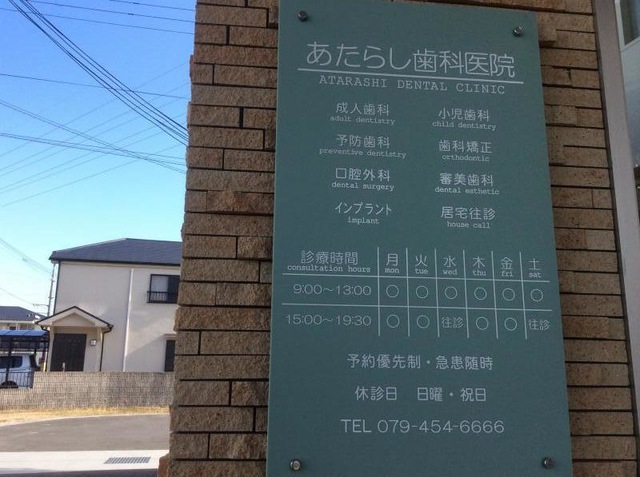 あたらし歯科医院
ATARASHI DENTAL CLINIC
成人歯科 小児歯科
adult dentistry child dentistry
予防歯科 歯科矯正
preventive dentistry orthodontic
口腔外科 審美歯科
dental surgery dental esthetic
インプラント 居宅往診
implant house call
診療時間 月 火 水 木 金 土
consultation hours mon tue wed thu fri sat
9:00～13:00 ○ ○ ○ ○ ○ ○
15:00～19:30 ○ ○ 往診 ○ ○ 往診
予約優先制・急患随時
休診日 日曜・祝日
TEL 079-454-6666